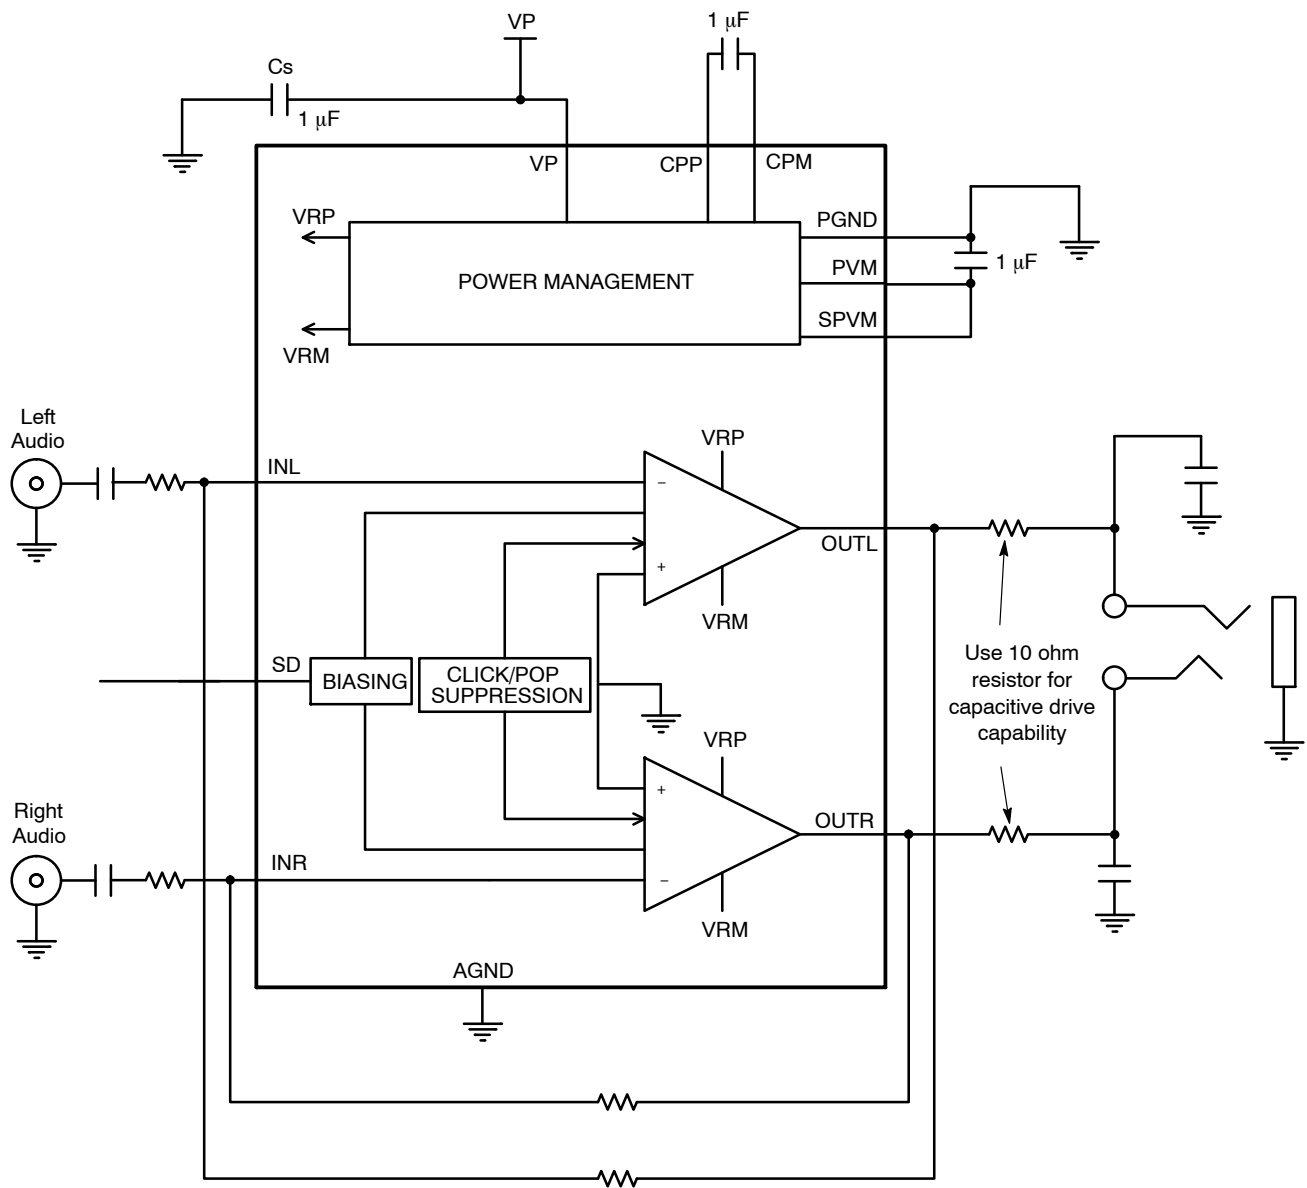 VP
1 µF
Cs
1 µF
VP
CPP
CPM
VRP
PGND
POWER MANAGEMENT
PVM
1 µF
SPVM
VRM
Left
Audio
INL
VRP
−
+
OUTL
VRM
SD
BIASING
CLICK/POP
SUPPRESSION
Use 10 ohm
resistor for
capacitive drive
capability
VRP
+
Right
Audio
OUTR
INR
−
VRM
AGND